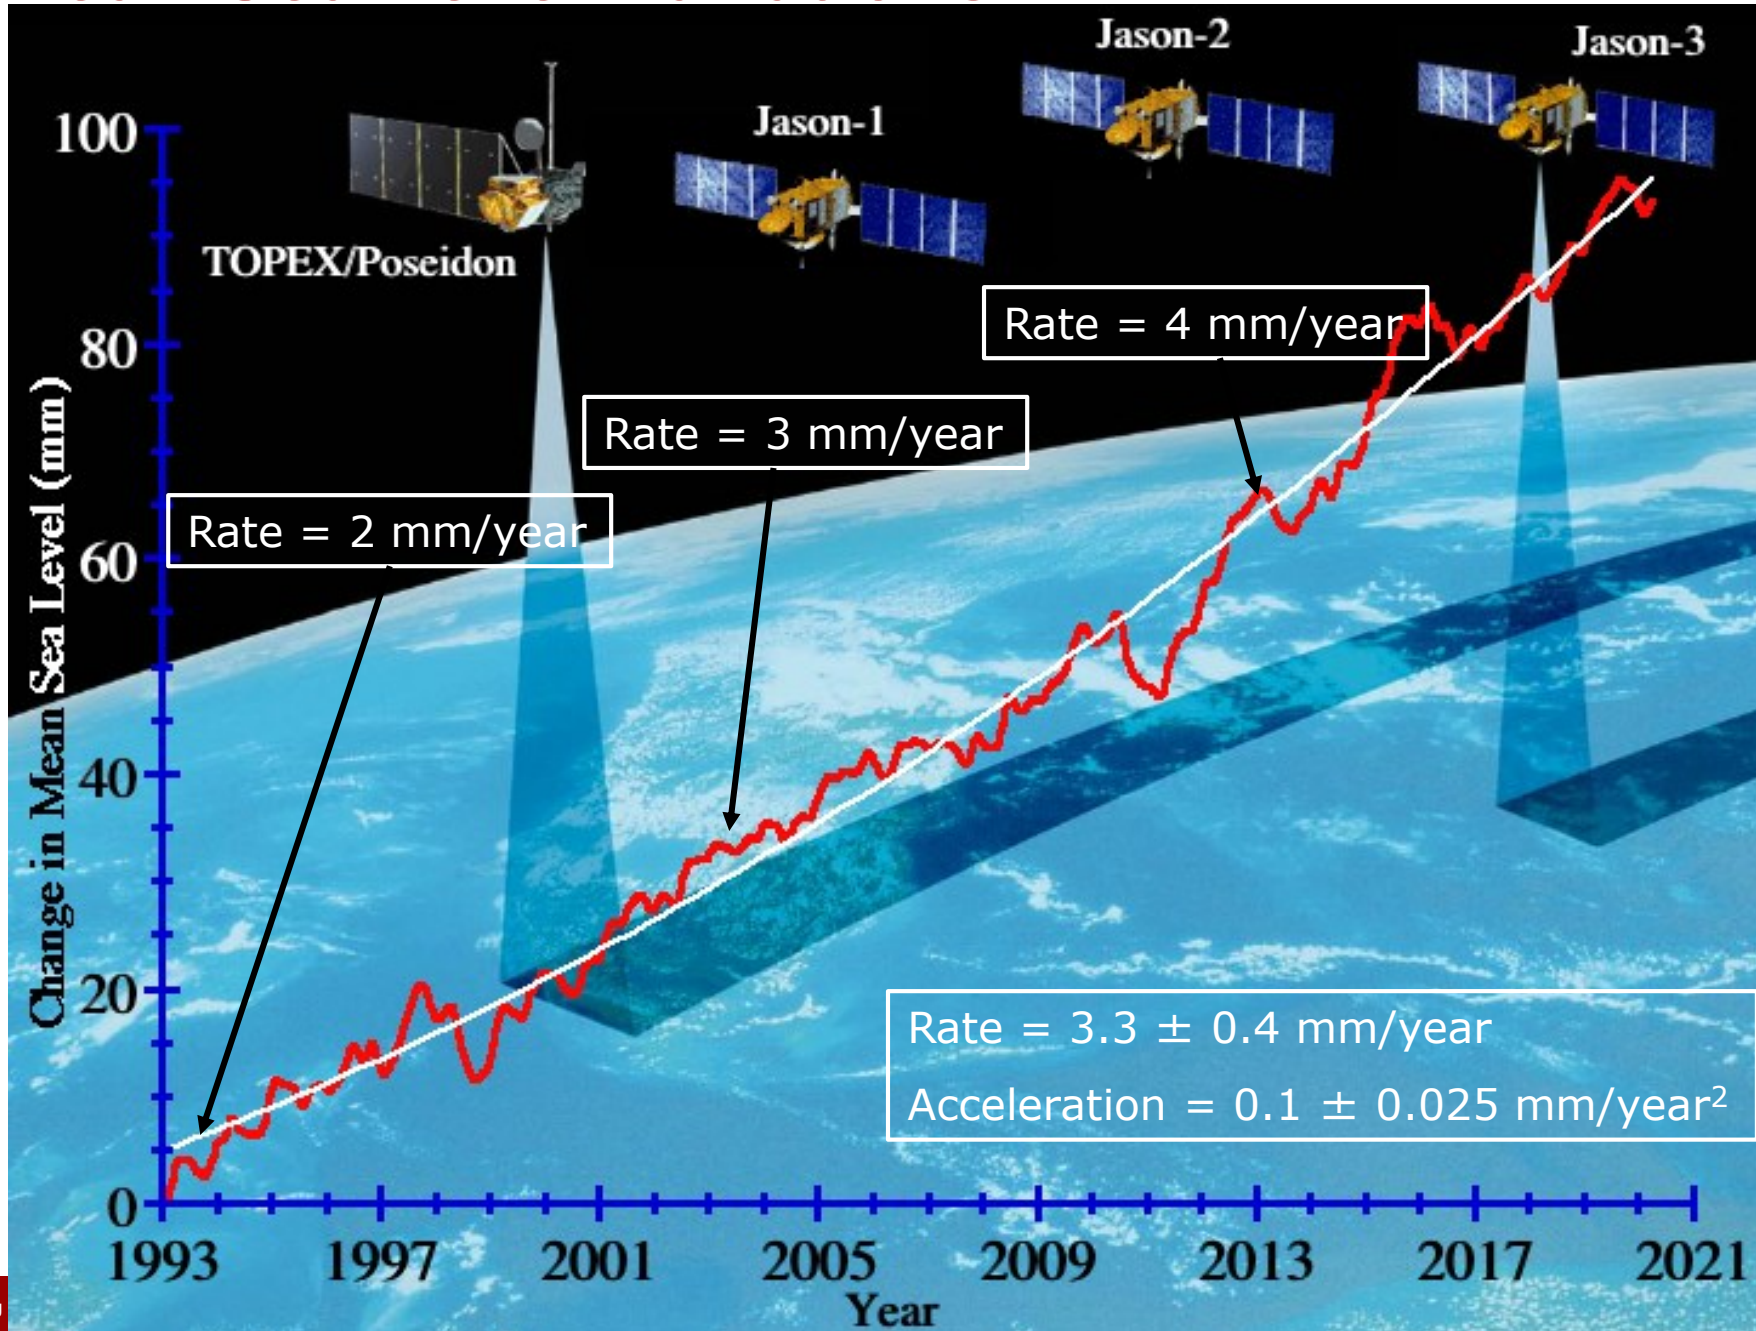 Jason-2
Jason-3
Jason-1
TOPEX/Poseidon
100
80
60
40
20
0
Change in Mean Sea Level (mm)
Rate = 4 mm/year
Rate = 3 mm/year
Rate = 2 mm/year
Rate = 3.3 ± 0.4 mm/year
Acceleration = 0.1 ± 0.025 mm/year²
1993 1997 2001 2005 2009 2013 2017 2021
Year